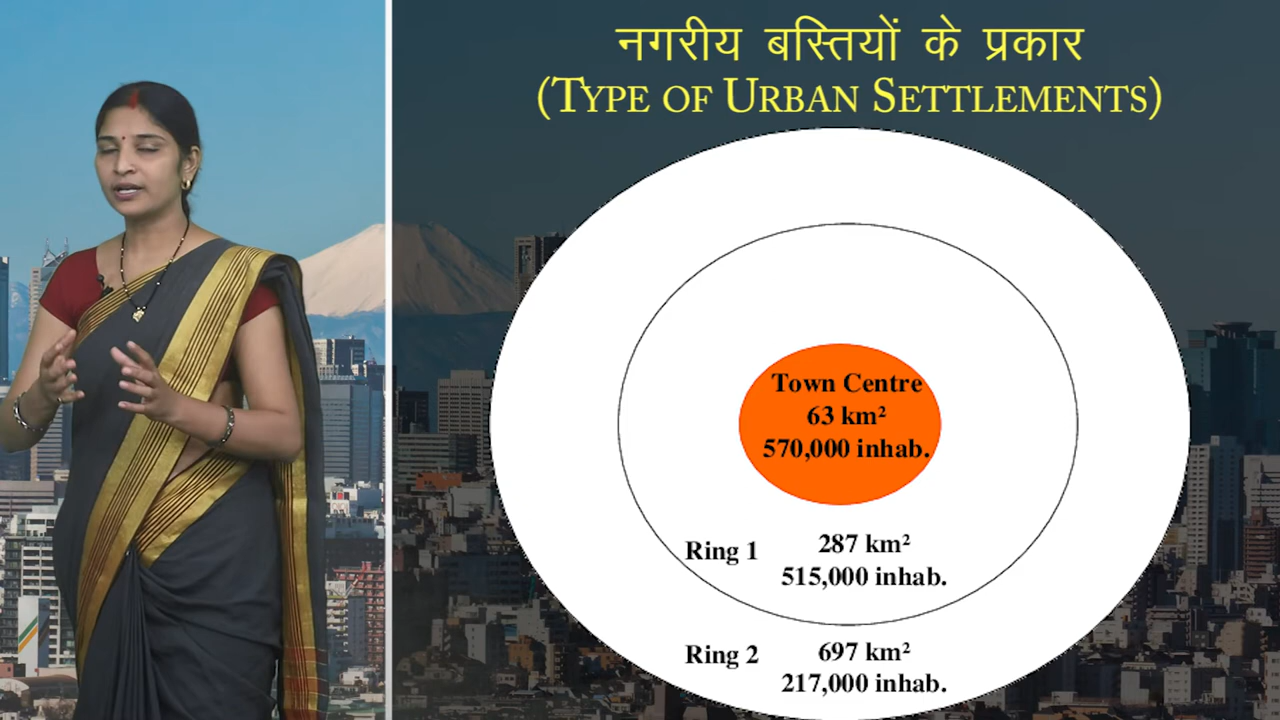 नगरीय बस्तियों के प्रकार
(TYPE OF URBAN SETTLEMENTS)
Town Centre
63 km²
570,000 inhab.
Ring 1
287 km²
515,000 inhab.
Ring 2
697 km²
217,000 inhab.